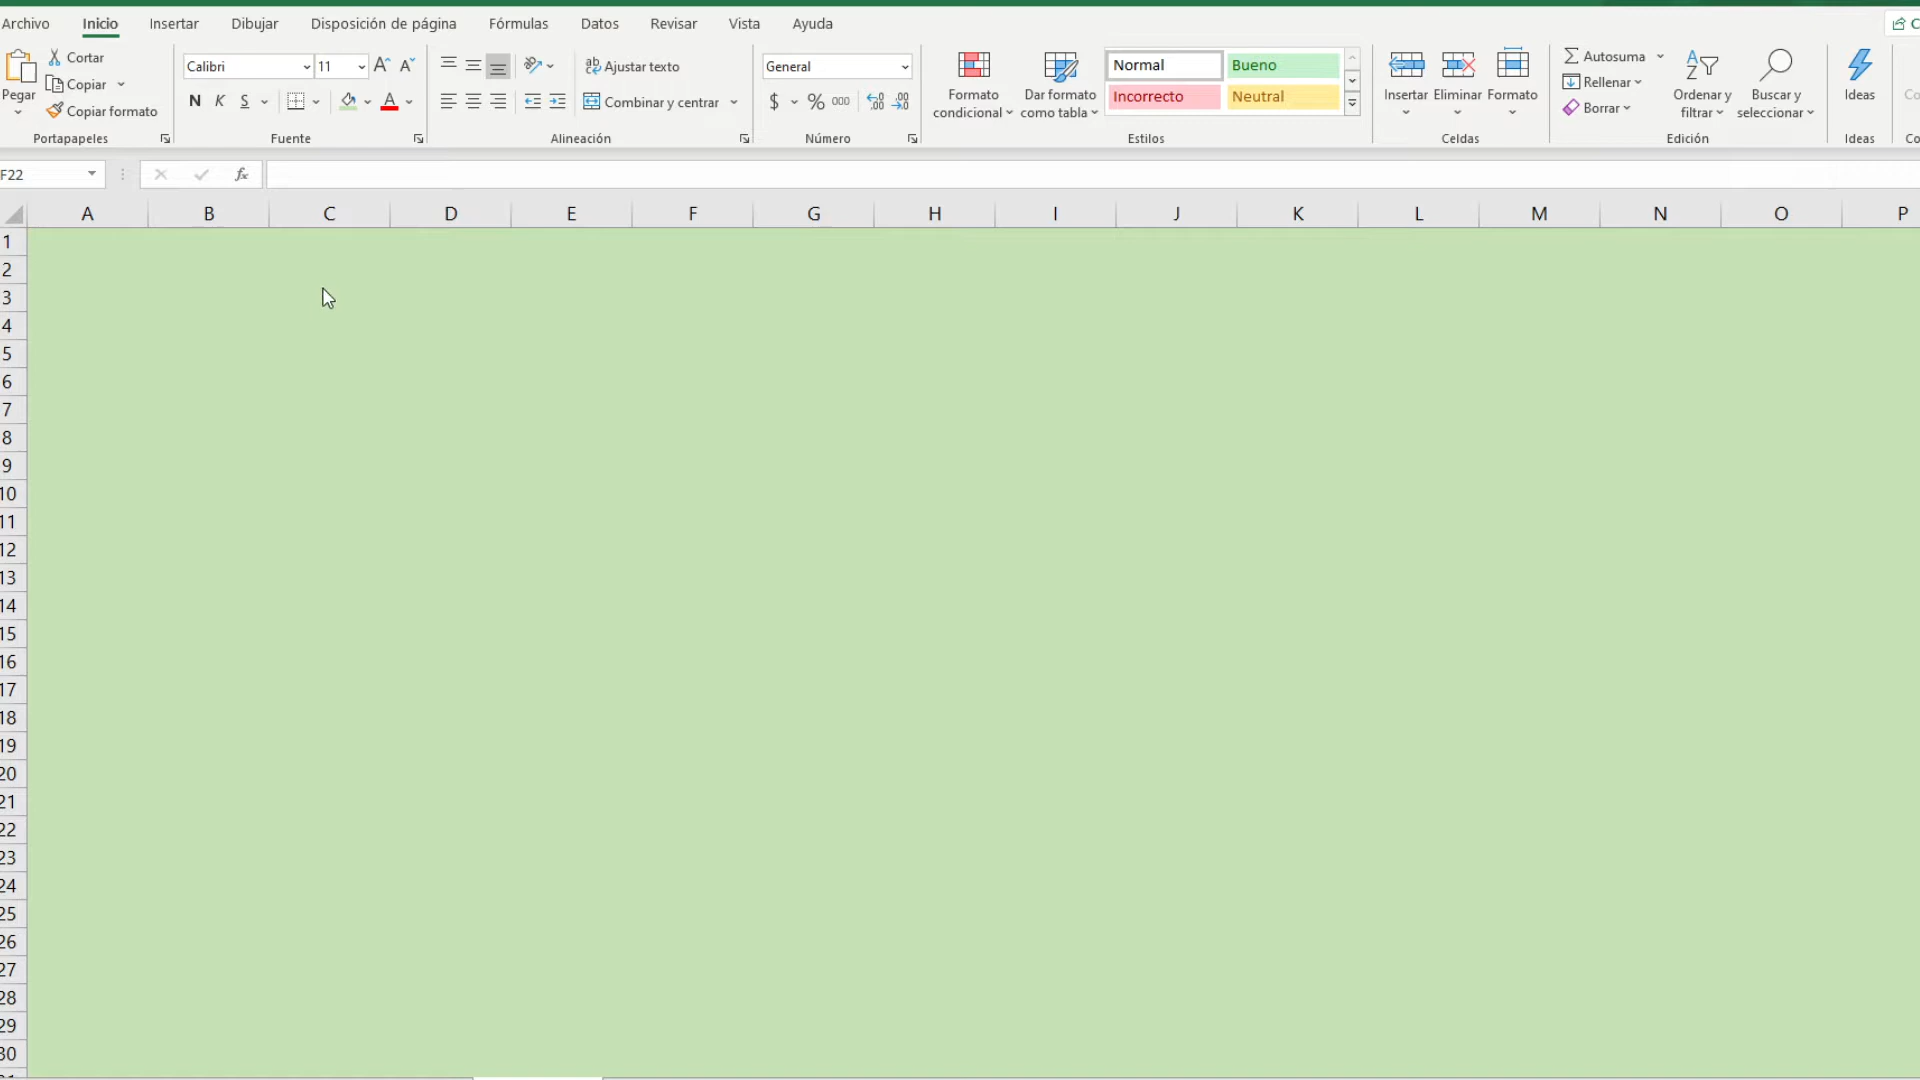 Archivo Inicio Insertar Dibujar Disposición de página Fórmulas Datos Revisar Vista Ayuda
Pegar
Cortar
Copiar
Copiar formato
Portapapeles
Calibri 11
N K S
Fuente
Ajustar texto
Combinar y centrar
Alineación
General
$ % 000
Número
Formato condicional
Dar formato como tabla
Normal Bueno
Incorrecto Neutral
Estilos
Insertar Eliminar Formato
Celdas
Autosuma
Rellenar
Borrar
Ordenar y filtrar
Buscar y seleccionar
Edición
Ideas
Ideas
F22
fx
A B C D E F G H I J K L M N O P
1
2
3
4
5
6
7
8
9
10
11
12
13
14
15
16
17
18
19
20
21
22
23
24
25
26
27
28
29
30